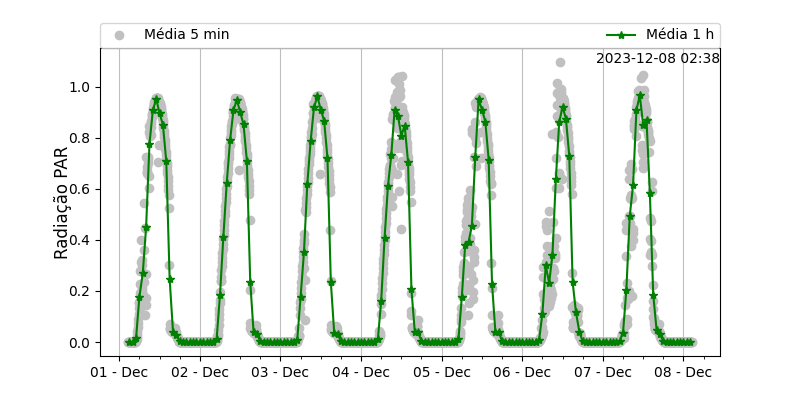 Média 5 min
Média 1 h
2023-12-08 02:38
Radiação PAR
1.0
0.8
0.6
0.4
0.2
0.0
01 - Dec
02 - Dec
03 - Dec
04 - Dec
05 - Dec
06 - Dec
07 - Dec
08 - Dec